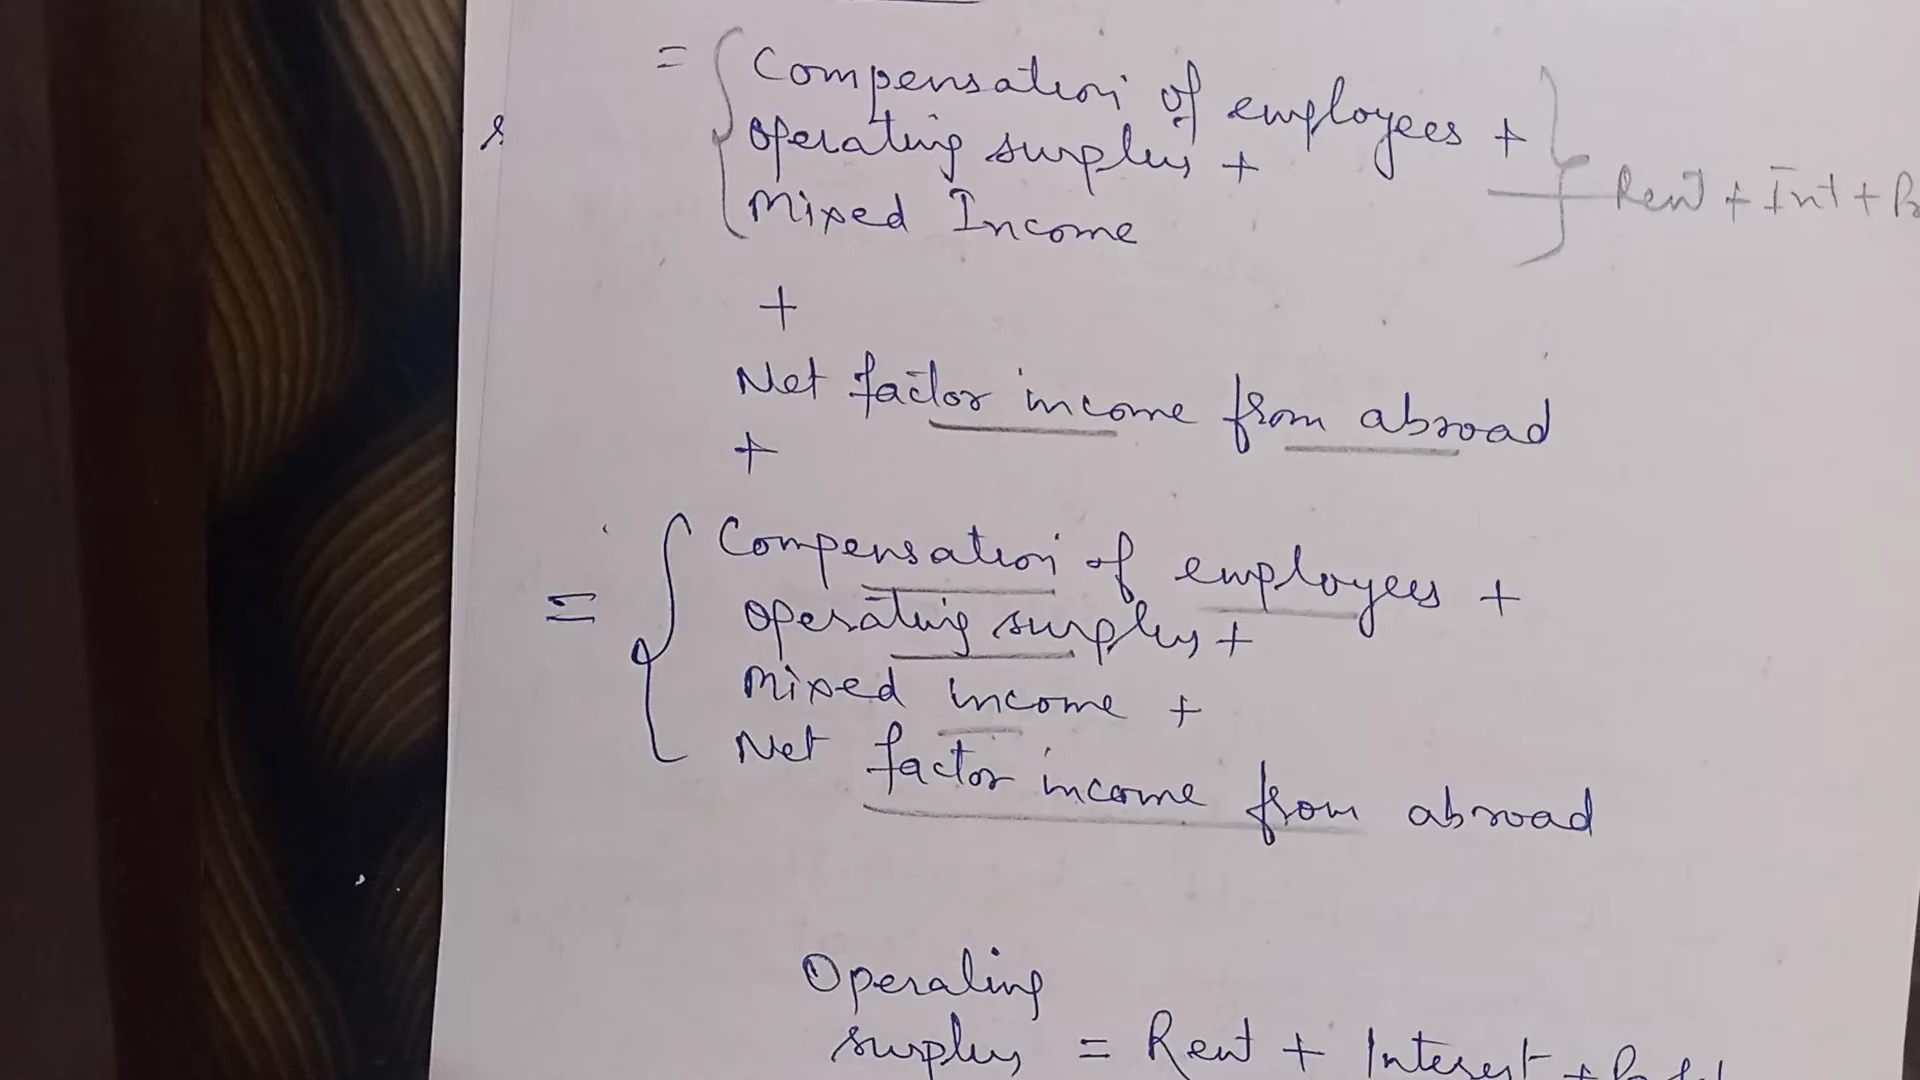 = { Compensation of employees +
operating surplus +
Mixed Income } Rent + Int +
+
Net factor income from abroad
+
= { Compensation of employees +
operating surplus +
Mixed income +
Net factor income from abroad
Operating
surplus = Rent + Interest +